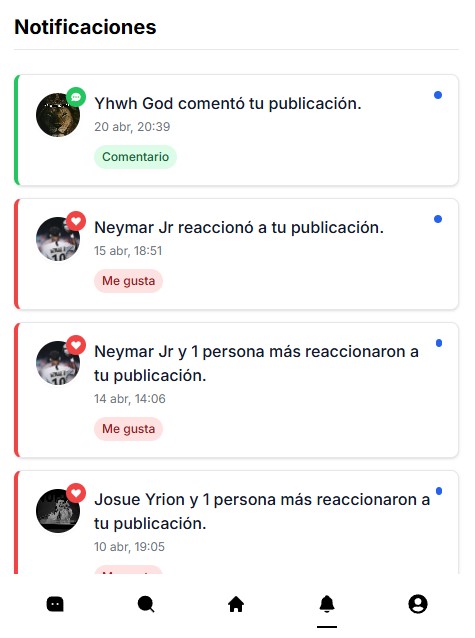 Notificaciones
Yhwh God comentó tu publicación.
20 abr, 20:39
Comentario
Neymar Jr reaccionó a tu publicación.
15 abr, 18:51
Me gusta
Neymar Jr y 1 persona más reaccionaron a
tu publicación.
14 abr, 14:06
Me gusta
Josue Yrion y 1 persona más reaccionaron a
tu publicación.
10 abr, 19:05